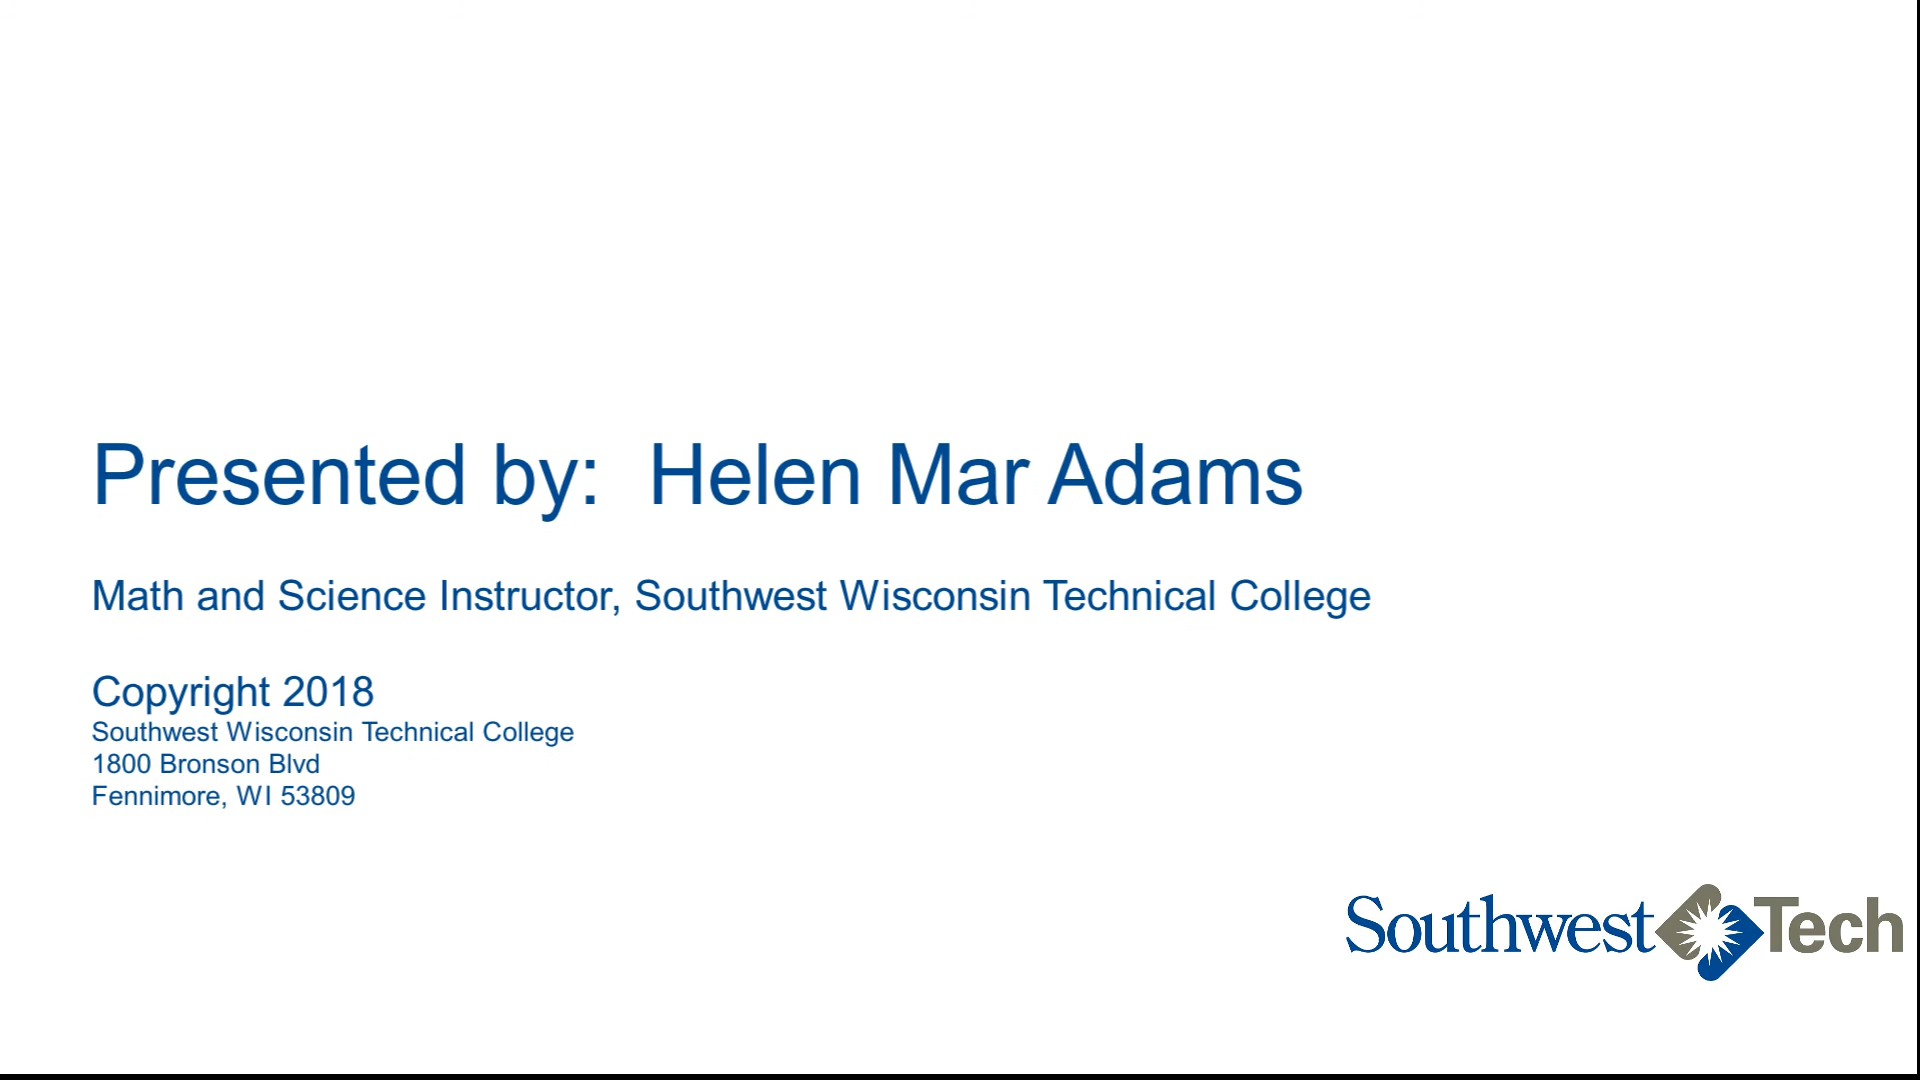 Presented by:  Helen Mar Adams
Math and Science Instructor, Southwest Wisconsin Technical College
Copyright 2018
Southwest Wisconsin Technical College
1800 Bronson Blvd
Fennimore, WI 53809
Southwest Tech